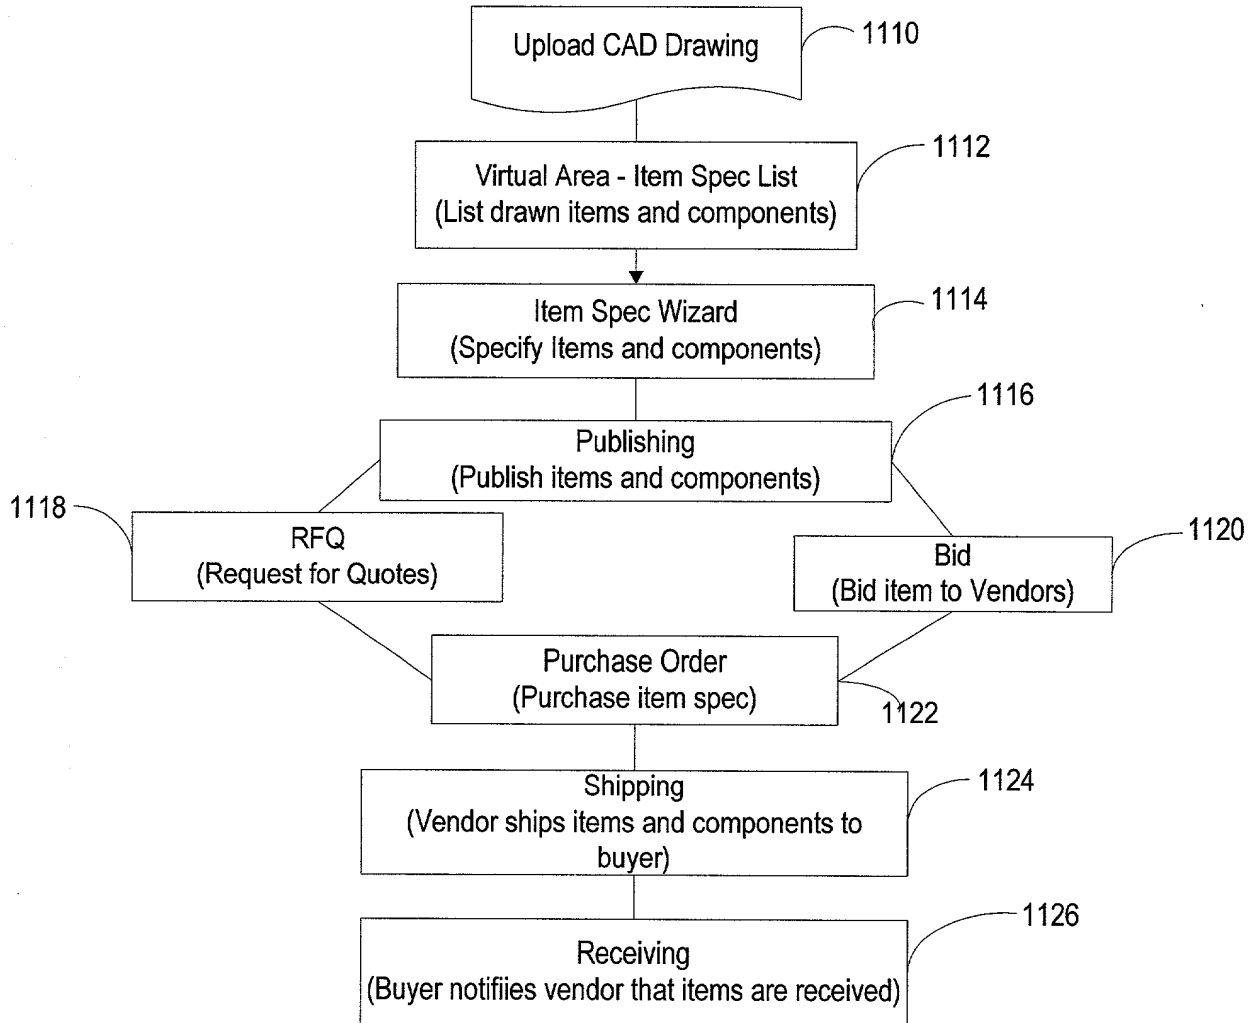 Upload CAD Drawing
1110
Virtual Area - Item Spec List
(List drawn items and components)
1112
Item Spec Wizard
(Specify Items and components)
1114
Publishing
(Publish items and components)
1116
1118
RFQ
(Request for Quotes)
Bid
(Bid item to Vendors)
1120
Purchase Order
(Purchase item spec)
1122
Shipping
(Vendor ships items and components to
buyer)
1124
Receiving
(Buyer notifiies vendor that items are received)
1126